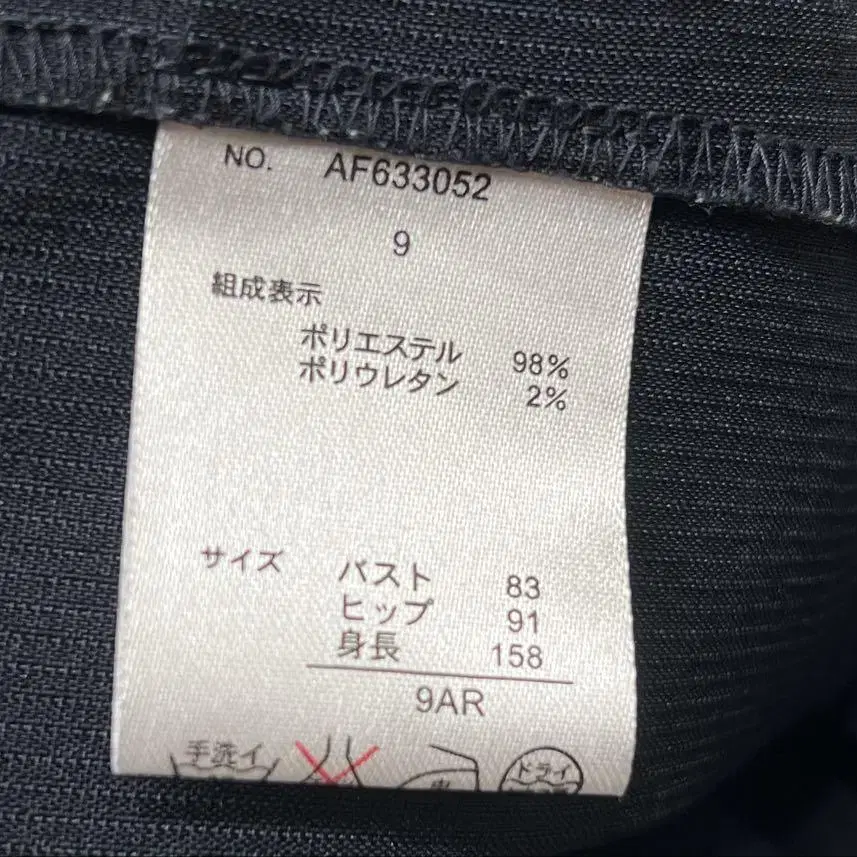 NO. AF633052
9
組成表示
ポリエステル 98%
ポリウレタン 2%
サイズ バスト 83
ヒップ 91
身長 158
9AR
手洗イ ドライ